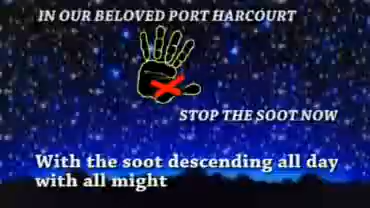 IN OUR BELOVED PORT HARCOURT
STOP THE SOOT NOW
With the soot descending all day
with all might